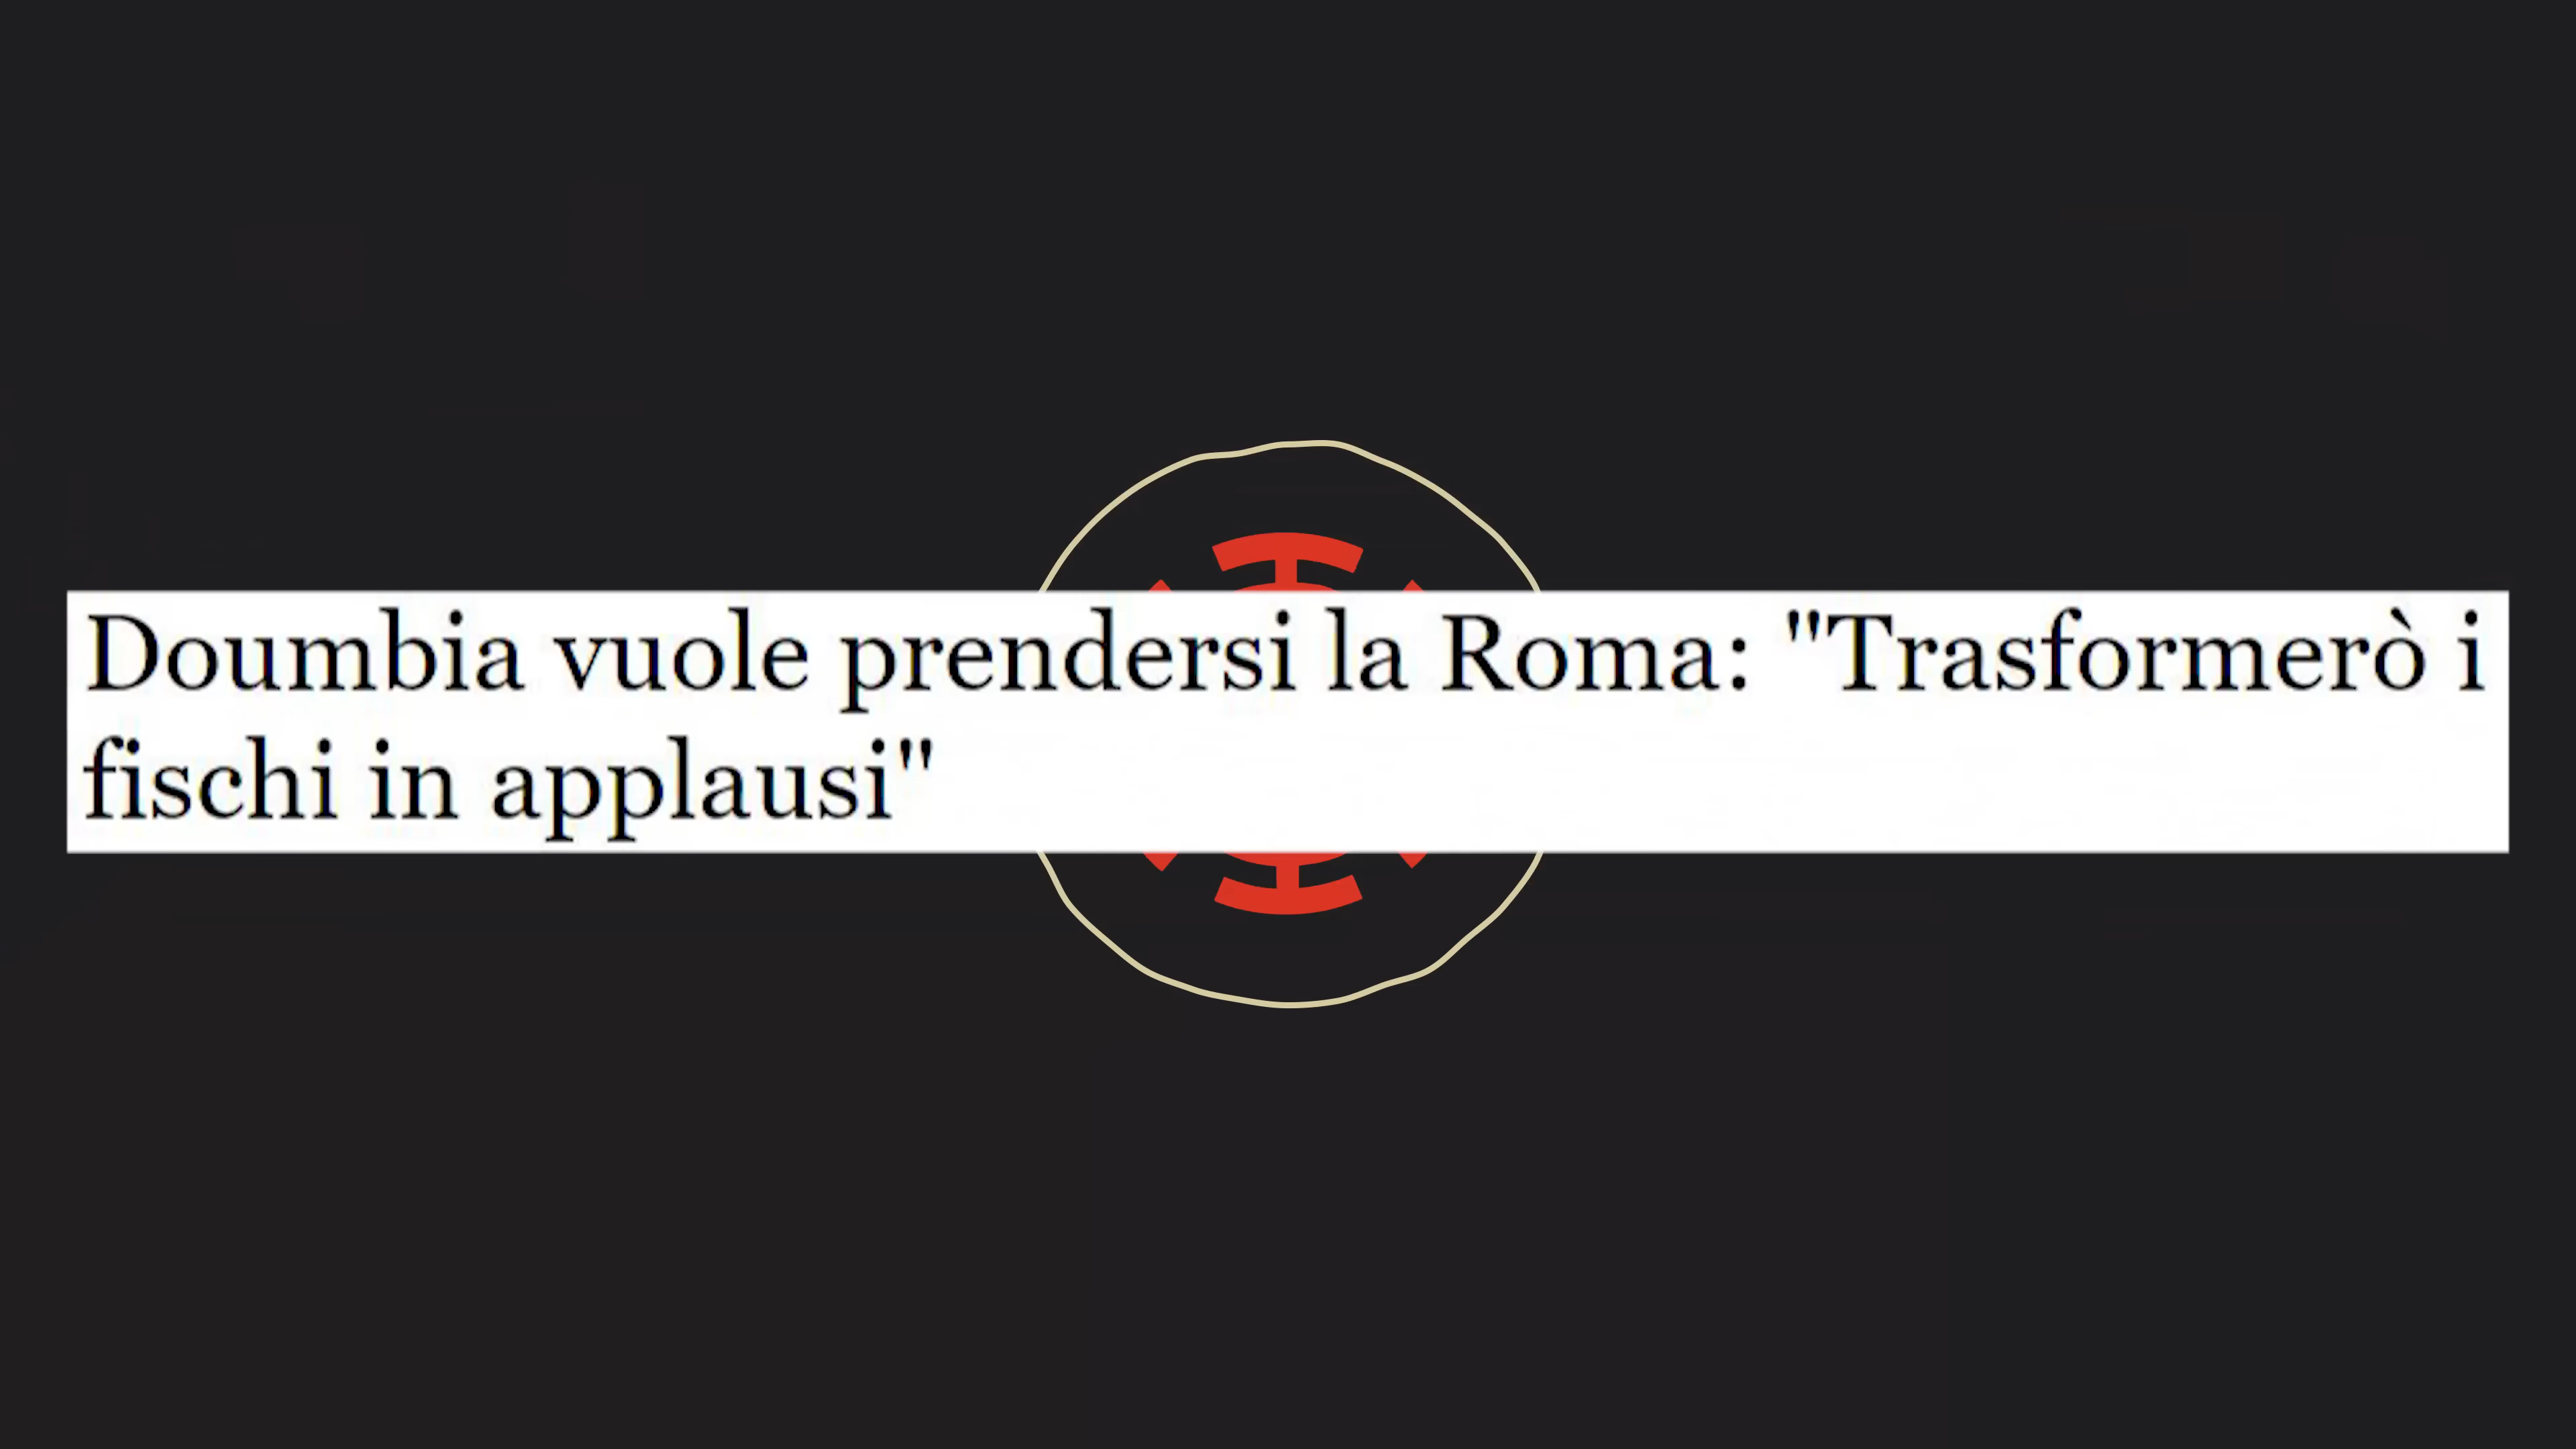 Doumbia vuole prendersi la Roma: "Trasformerò i
fischi in applausi"